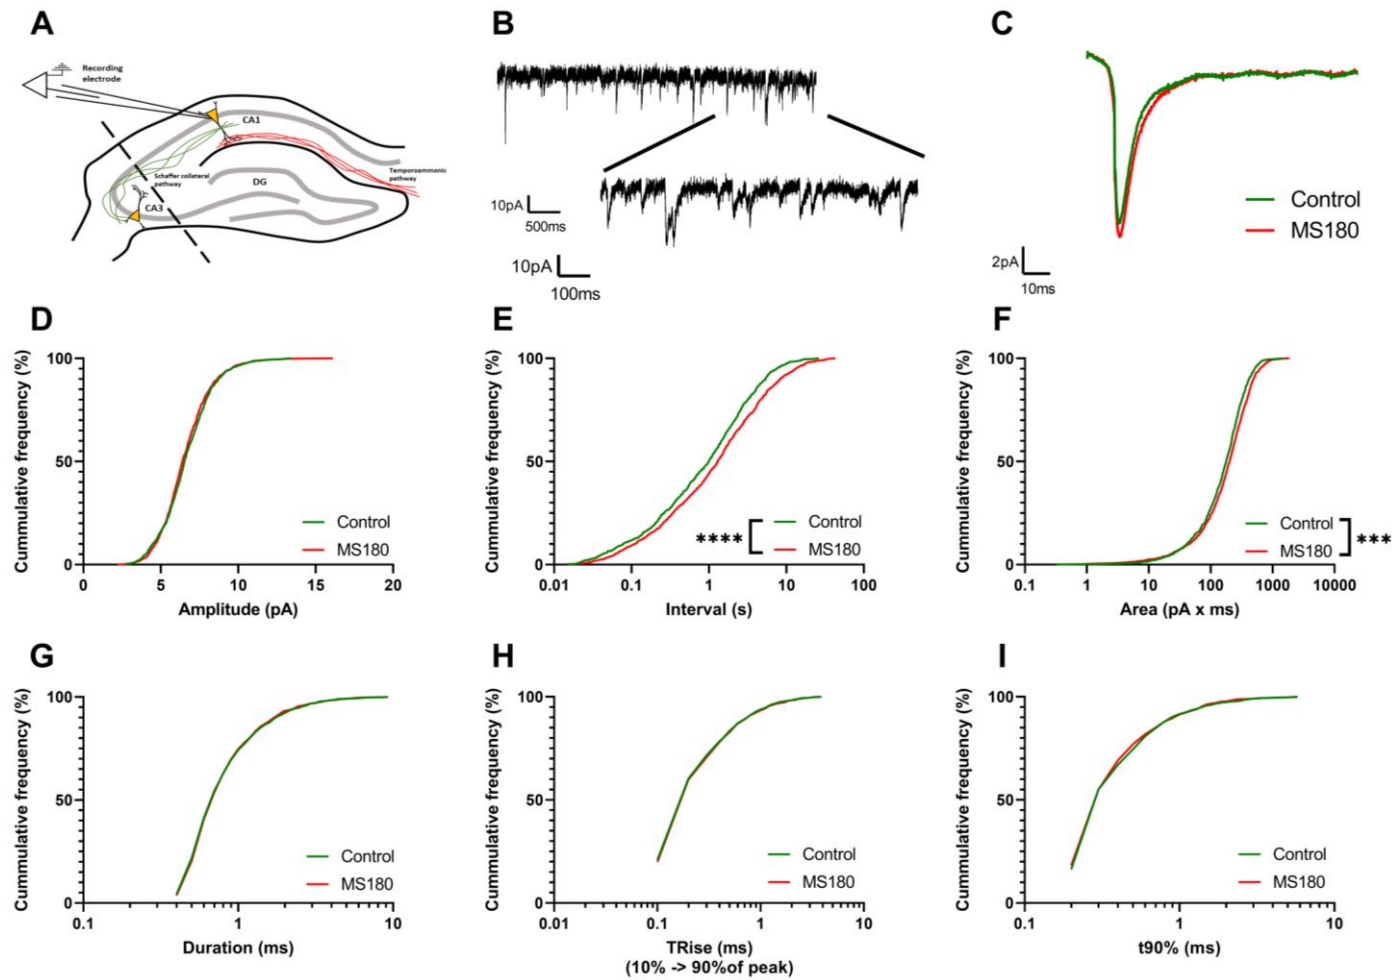 A
Recording
electrode
CA1
Schaffer collateral
pathway
Temporoammonic
pathway
DG
CA3
B
10pA
500ms
10pA
100ms
C
Control
MS180
2pA
10ms
D
Cummulative frequency (%)
100
50
0
0 5 10 15 20
Amplitude (pA)
Control
MS180
E
Cummulative frequency (%)
100
50
0
0.01 0.1 1 10 100
Interval (s)
****
Control
MS180
F
Cummulative frequency (%)
100
50
0
0.1 1 10 100 1000 10000
Area (pA x ms)
Control
MS180
***
G
Cummulative frequency (%)
100
50
0
0.1 1 10
Duration (ms)
Control
MS180
H
Cummulative frequency (%)
100
50
0
0.01 0.1 1 10
TRise (ms)
(10% -> 90%of peak)
Control
MS180
I
Cummulative frequency (%)
100
50
0
0.1 1 10
t90% (ms)
Control
MS180